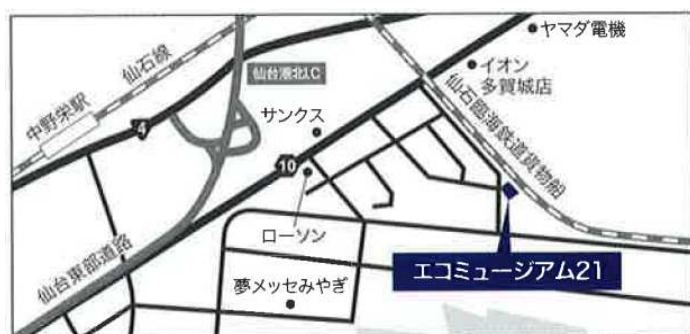 ヤマダ電機
イオン
多賀城店
仙石線
仙台港北I.C
中野栄駅
4
サンクス
仙石臨海鉄道貨物船
10
ローソン
仙台東部道路
エコミュージアム21
夢メッセみやぎ